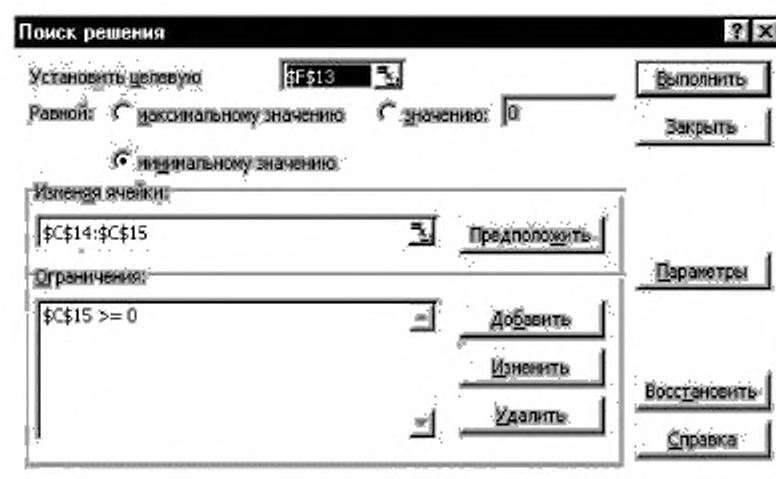 Поиск решения
Установить целевую $F$13 Выполнить
Равной: максимальному значению значению: 0 Закрыть
минимальному значению
Изменяя ячейки:
$C$14:$C$15 Предположить
Ограничения: Параметры
$C$15 >= 0 Добавить
Изменить
Восстановить
Удалить
Справка